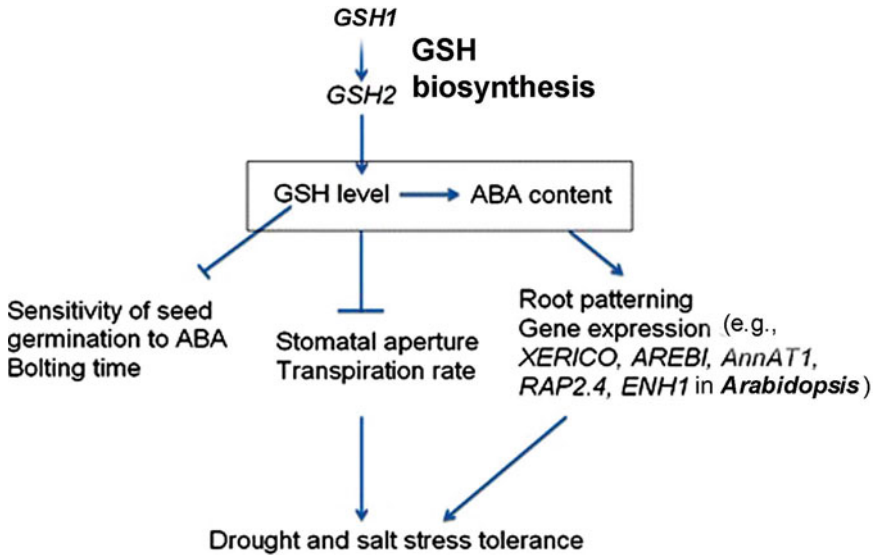 GSH1
GSH
biosynthesis
GSH2
GSH level
ABA content
Sensitivity of seed
germination to ABA
Bolting time
Stomatal aperture
Transpiration rate
Root patterning
Gene expression (e.g.,
XERICO, AREBI, AnnAT1,
RAP2.4, ENH1 in Arabidopsis)
Drought and salt stress tolerance